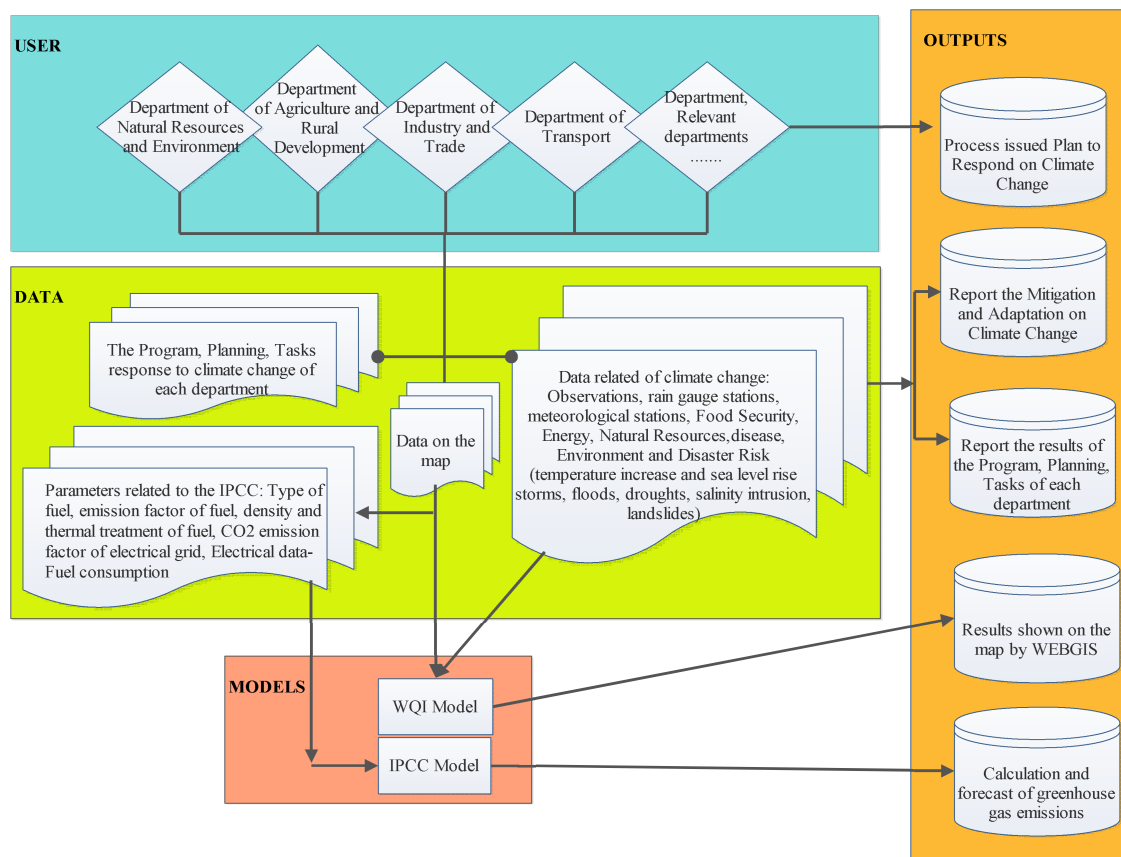 USER
Department of
Natural Resources
and Environment
Department
of Agriculture and
Rural
Development
Department of
Industry and
Trade
Department of
Transport
Department,
Relevant
departments
.......
DATA
The Program, Planning, Tasks
response to climate change of
each department
Data related of climate change:
Observations, rain gauge stations,
meteorological stations, Food Security,
Energy, Natural Resources,disease,
Environment and Disaster Risk
(temperature increase and sea level rise
storms, floods, droughts, salinity intrusion,
landslides)
Data on the
map
Parameters related to the IPCC: Type of
fuel, emission factor of fuel, density and
thermal treatment of fuel, CO2 emission
factor of electrical grid, Electrical data-
Fuel consumption
MODELS
WQI Model
IPCC Model
OUTPUTS
Process issued Plan to
Respond on Climate
Change
Report the Mitigation
and Adaptation on
Climate Change
Report the results of
the Program, Planning,
Tasks of each
department
Results shown on the
map by WEBGIS
Calculation and
forecast of greenhouse
gas emissions